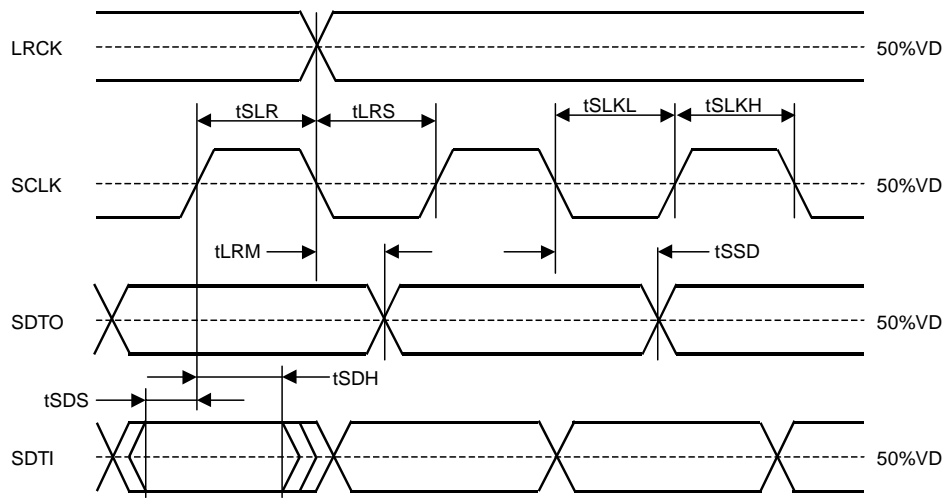 LRCK
50%VD
tSLR
tLRS
tSLKL
tSLKH
SCLK
50%VD
tLRM
tSSD
SDTO
50%VD
tSDH
tSDS
SDTI
50%VD